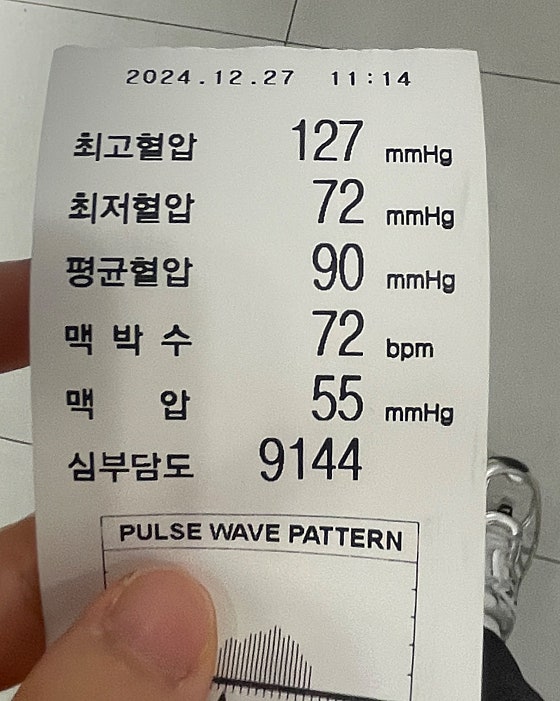 2024.12.27 11:14
최고혈압 127 mmHg
최저혈압 72 mmHg
평균혈압 90 mmHg
맥 박 수 72 bpm
맥 압 55 mmHg
심부담도 9144
PULSE WAVE PATTERN